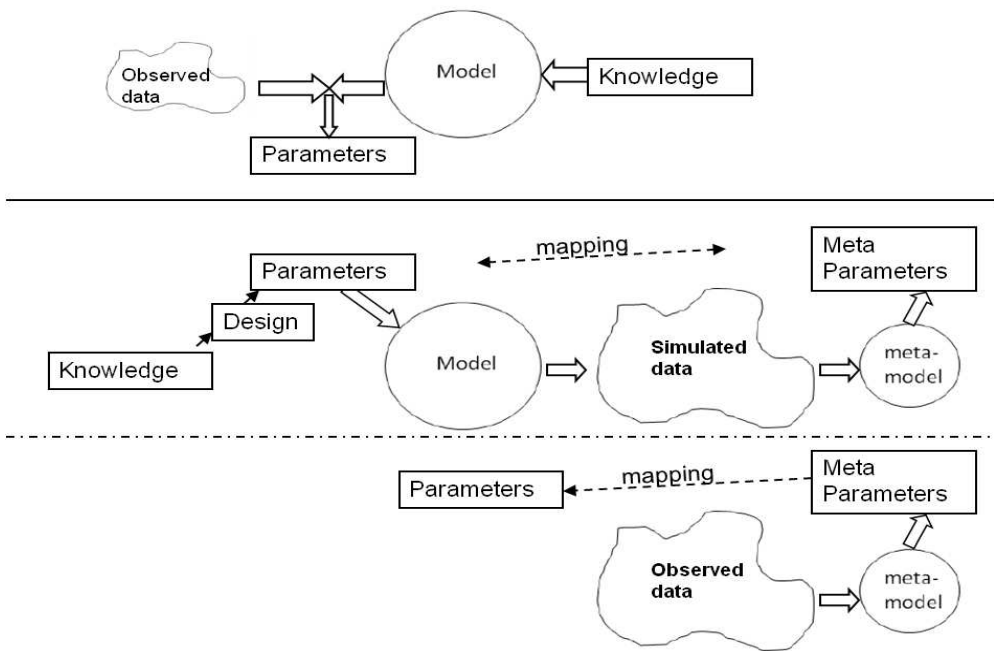 Observed
data
Model
Knowledge
Parameters
mapping
Meta
Parameters
Parameters
Design
Knowledge
Model
Simulated
data
meta-
model
Parameters
mapping
Meta
Parameters
Observed
data
meta-
model